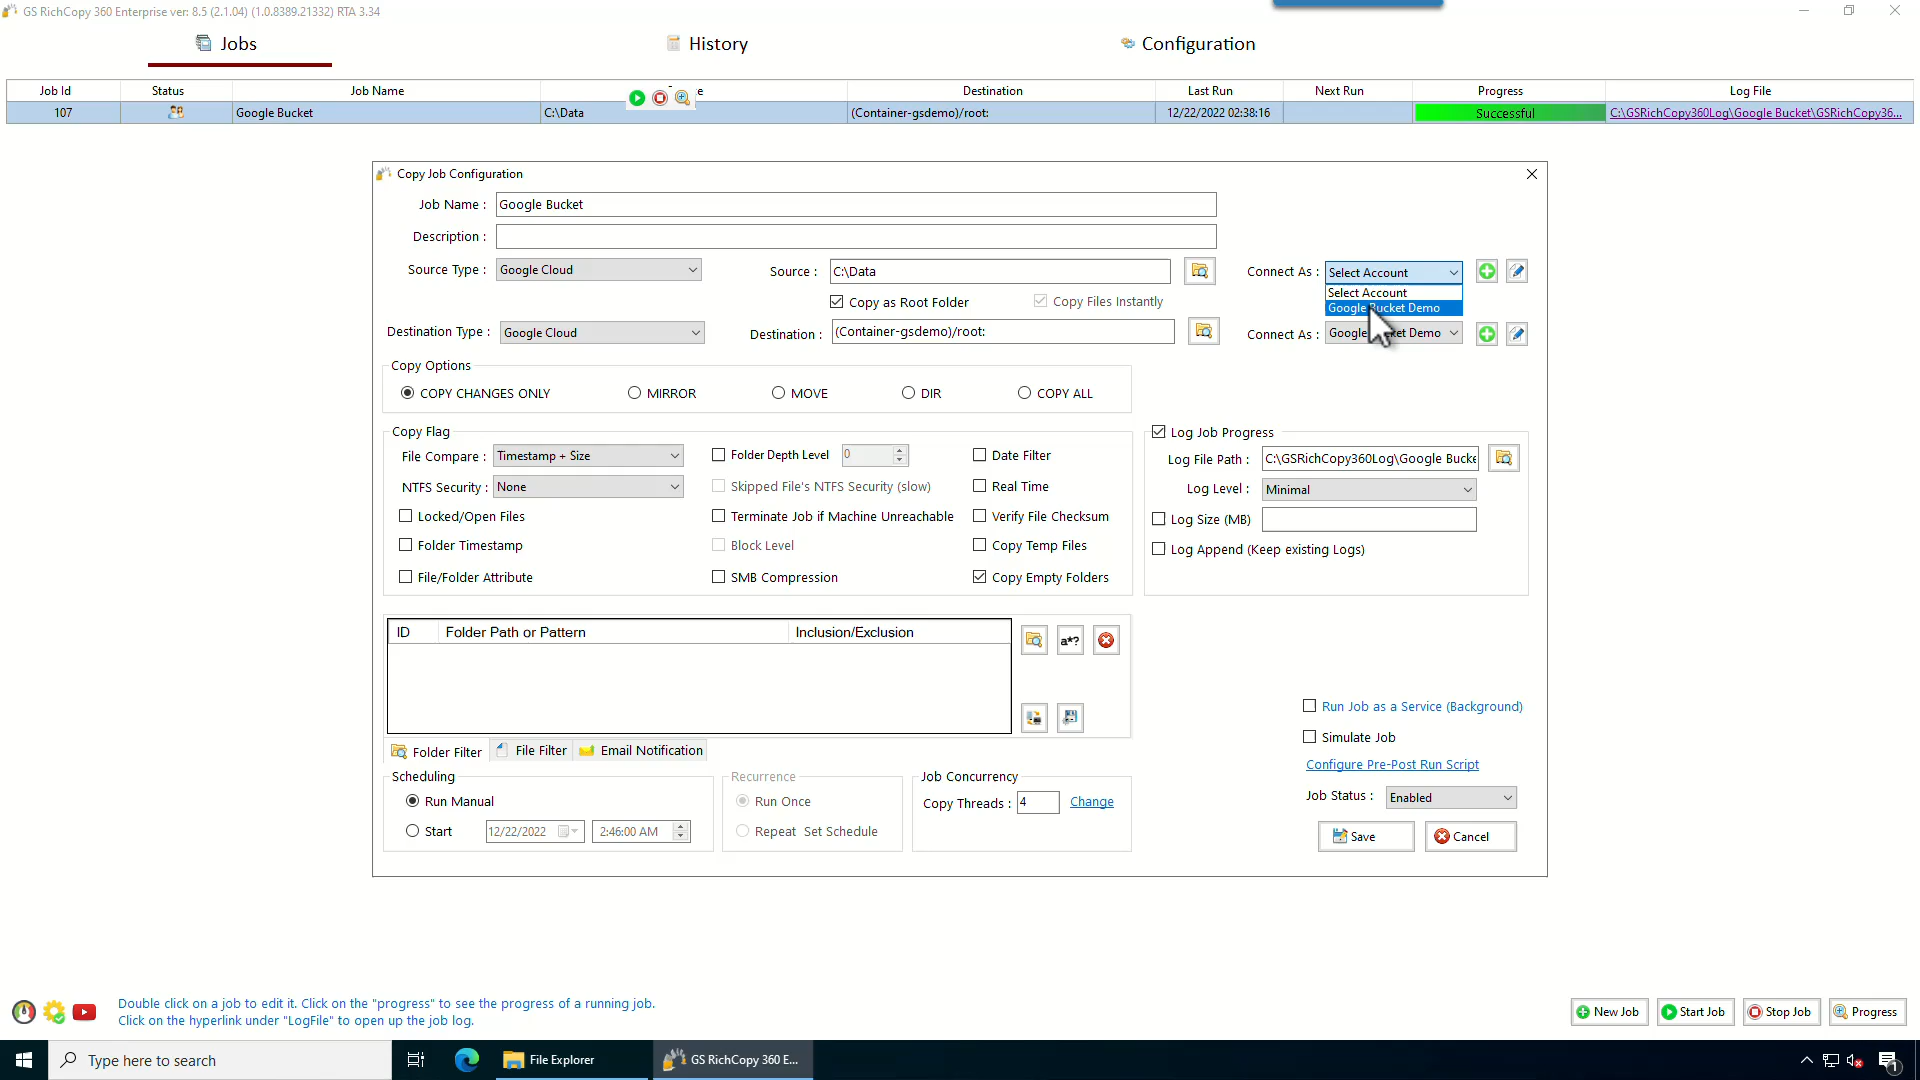 GS RichCopy 360 Enterprise ver: 8.5 (2.1.04) (1.0.8389.21332) RTA 3.34
Jobs
History
Configuration
Job Id Status Job Name e Destination Last Run Next Run Progress Log File
107 Google Bucket C:\Data (Container-gsdemo)/root: 12/22/2022 02:38:16 Successful C:\GSRichCopy360Log\Google Bucket\GSRichCopy36...
Copy Job Configuration
Job Name : Google Bucket
Description :
Source Type : Google Cloud Source : C:\Data Connect As : Select Account
Select Account
Google Bucket Demo
Copy as Root Folder Copy Files Instantly
Destination Type : Google Cloud Destination : (Container-gsdemo)/root: Connect As : Google Demo
Copy Options
COPY CHANGES ONLY MIRROR MOVE DIR COPY ALL
Copy Flag
File Compare : Timestamp + Size Folder Depth Level 0 Date Filter
NTFS Security : None Skipped File's NTFS Security (slow) Real Time
Locked/Open Files Terminate Job if Machine Unreachable Verify File Checksum
Folder Timestamp Block Level Copy Temp Files
File/Folder Attribute SMB Compression Copy Empty Folders
Log Job Progress
Log File Path : C:\GSRichCopy360Log\Google Bucke
Log Level : Minimal
Log Size (MB)
Log Append (Keep existing Logs)
ID Folder Path or Pattern Inclusion/Exclusion
a*?
Folder Filter File Filter Email Notification
Scheduling
Run Manual
Start 12/22/2022 2:46:00 AM
Recurrence
Run Once
Repeat Set Schedule
Job Concurrency
Copy Threads : 4 Change
Run Job as a Service (Background)
Simulate Job
Configure Pre-Post Run Script
Job Status : Enabled
Save Cancel
Double click on a job to edit it. Click on the "progress" to see the progress of a running job.
Click on the hyperlink under "LogFile" to open up the job log.
New Job Start Job Stop Job Progress
Type here to search
File Explorer
GS RichCopy 360 E...
1